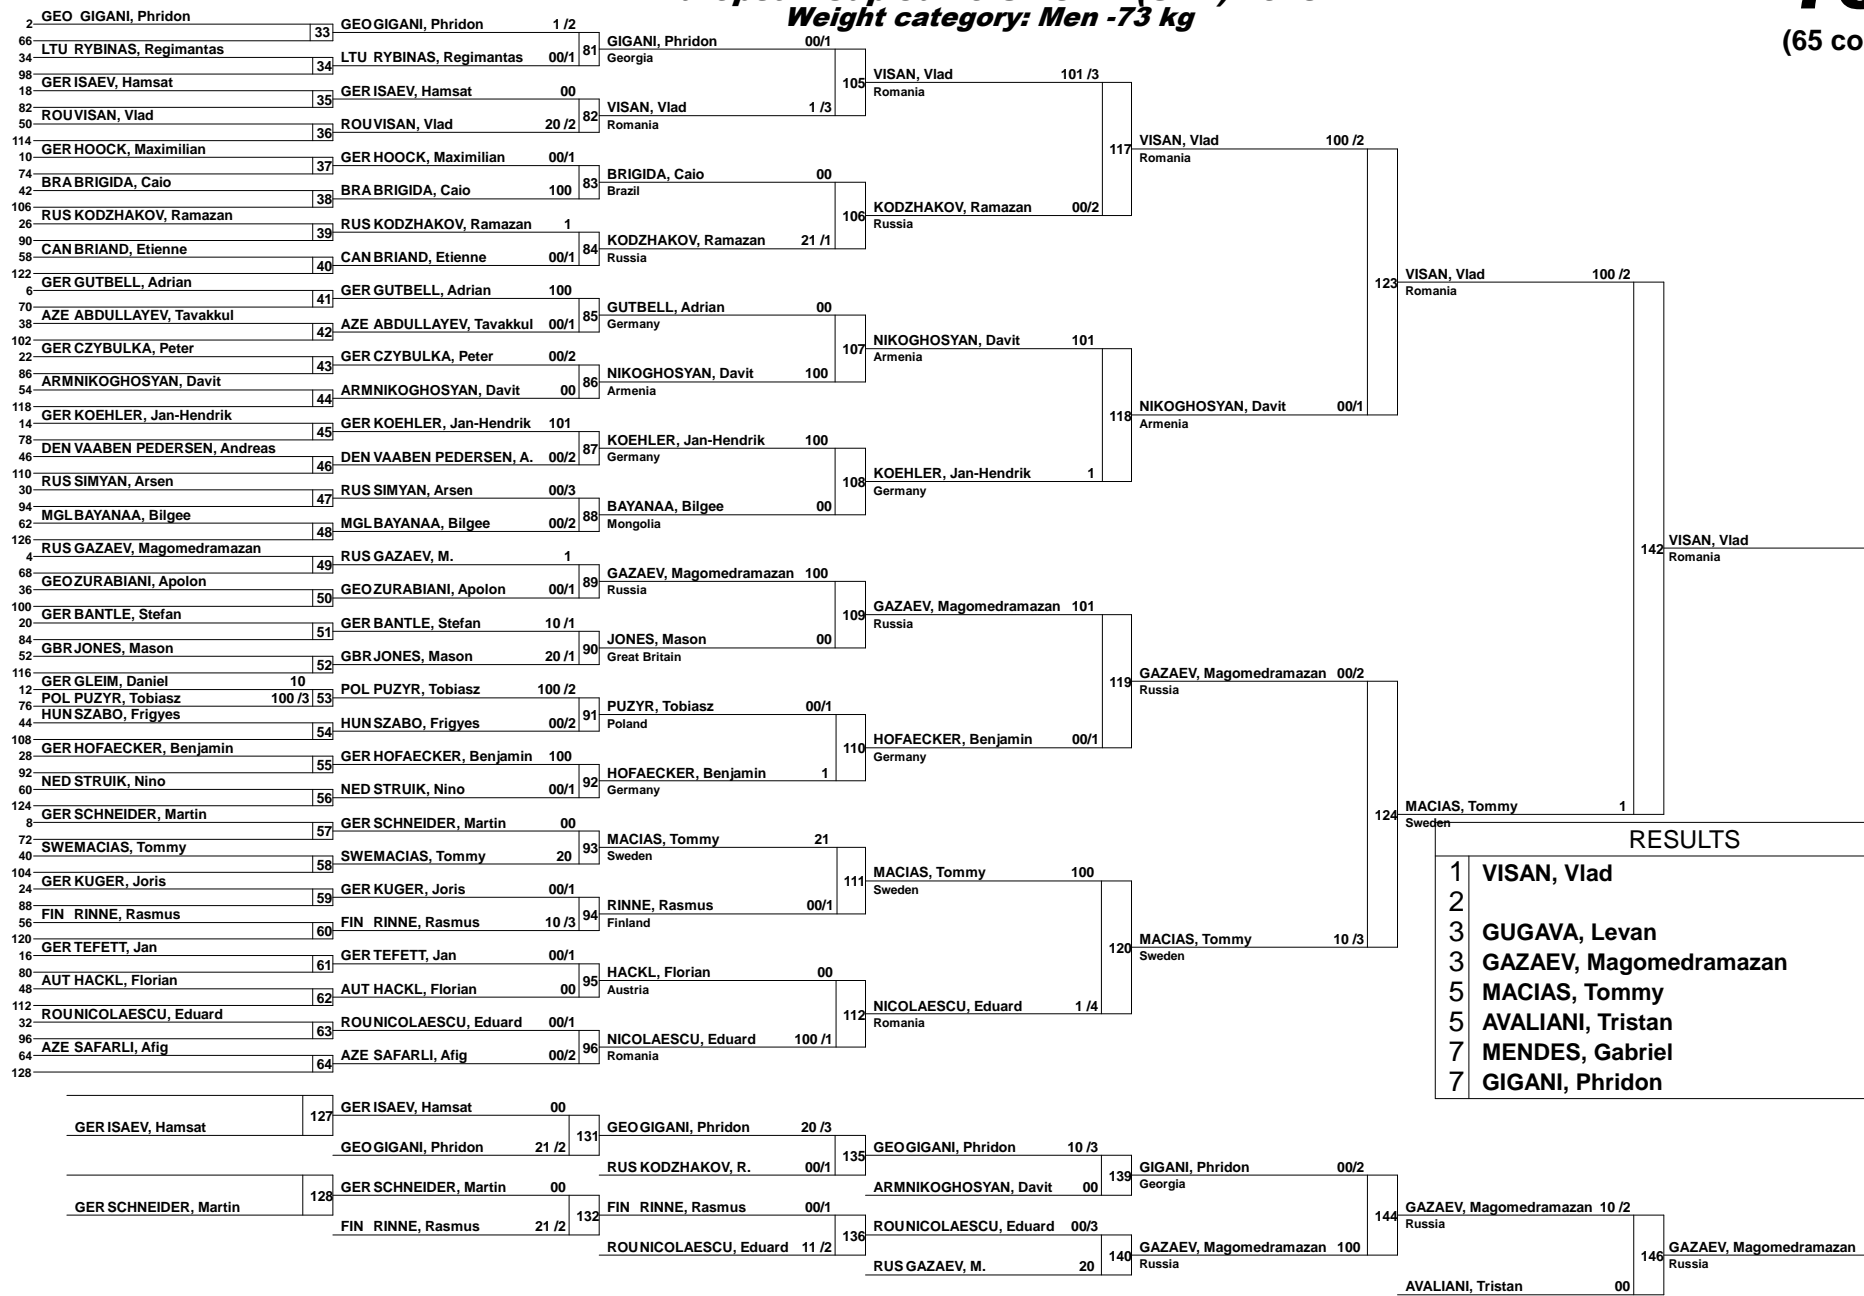 Weight category: Men -73 kg
(65 co
2
GEO GIGANI, Phridon
66
33
34
LTU RYBINAS, Regimantas
98
34
18
GER ISAEV, Hamsat
82
35
50
ROU VISAN, Vlad
114
36
10
GER HOOCK, Maximilian
74
37
42
BRA BRIGIDA, Caio
106
38
26
RUS KODZHAKOV, Ramazan
90
39
58
CAN BRIAND, Etienne
122
40
6
GER GUTBELL, Adrian
70
41
38
AZE ABDULLAYEV, Tavakkul
102
42
22
GER CZYBULKA, Peter
86
43
54
ARM NIKOGHOSYAN, Davit
118
44
14
GER KOEHLER, Jan-Hendrik
78
45
46
DEN VAABEN PEDERSEN, Andreas
110
46
30
RUS SIMYAN, Arsen
94
47
62
MGL BAYANAA, Bilgee
126
48
4
RUS GAZAEV, Magomedramazan
68
49
36
GEO ZURABIANI, Apolon
100
50
20
GER BANTLE, Stefan
84
51
52
GBR JONES, Mason
116
52
12
GER GLEIM, Daniel 10
76
POL PUZYR, Tobiasz 100 /3 53
44
HUN SZABO, Frigyes
108
54
28
GER HOFAECKER, Benjamin
92
55
60
NED STRUIK, Nino
124
56
8
GER SCHNEIDER, Martin
72
57
40
SWE MACIAS, Tommy
104
58
24
GER KUGER, Joris
88
59
56
FIN RINNE, Rasmus
120
60
16
GER TEFETT, Jan
80
61
48
AUT HACKL, Florian
112
62
32
ROU NICOLAESCU, Eduard
96
63
64
AZE SAFARLI, Afig
128
64
GEO GIGANI, Phridon 1 /2
LTU RYBINAS, Regimantas 00/1
81
GER ISAEV, Hamsat 00
ROU VISAN, Vlad 20 /2
82
GER HOOCK, Maximilian 00/1
BRA BRIGIDA, Caio 100
83
RUS KODZHAKOV, Ramazan 1
CAN BRIAND, Etienne 00/1
84
GER GUTBELL, Adrian 100
AZE ABDULLAYEV, Tavakkul 00/1
85
GER CZYBULKA, Peter 00/2
ARM NIKOGHOSYAN, Davit 00
86
GER KOEHLER, Jan-Hendrik 101
DEN VAABEN PEDERSEN, A. 00/2
87
RUS SIMYAN, Arsen 00/3
MGL BAYANAA, Bilgee 00/2
88
RUS GAZAEV, M. 1
GEO ZURABIANI, Apolon 00/1
89
GER BANTLE, Stefan 10 /1
GBR JONES, Mason 20 /1
90
POL PUZYR, Tobiasz 100 /2
HUN SZABO, Frigyes 00/2
91
GER HOFAECKER, Benjamin 100
NED STRUIK, Nino 00/1
92
GER SCHNEIDER, Martin 00
SWE MACIAS, Tommy 20
93
GER KUGER, Joris 00/1
FIN RINNE, Rasmus 10 /3
94
GER TEFETT, Jan 00/1
AUT HACKL, Florian 00
95
ROU NICOLAESCU, Eduard 00/1
AZE SAFARLI, Afig 00/2
96
GIGANI, Phridon 00/1
Georgia
105
VISAN, Vlad 1 /3
Romania
BRIGIDA, Caio 00
Brazil
106
KODZHAKOV, Ramazan 21 /1
Russia
GUTBELL, Adrian 00
Germany
107
NIKOGHOSYAN, Davit 100
Armenia
KOEHLER, Jan-Hendrik 100
Germany
108
BAYANAA, Bilgee 00
Mongolia
GAZAEV, Magomedramazan 100
Russia
109
JONES, Mason 00
Great Britain
PUZYR, Tobiasz 00/1
Poland
110
HOFAECKER, Benjamin 1
Germany
MACIAS, Tommy 21
Sweden
111
RINNE, Rasmus 00/1
Finland
HACKL, Florian 00
Austria
112
NICOLAESCU, Eduard 100 /1
Romania
VISAN, Vlad 101 /3
Romania
117
KODZHAKOV, Ramazan 00/2
Russia
NIKOGHOSYAN, Davit 101
Armenia
118
KOEHLER, Jan-Hendrik 1
Germany
GAZAEV, Magomedramazan 101
Russia
119
HOFAECKER, Benjamin 00/1
Germany
MACIAS, Tommy 100
Sweden
120
NICOLAESCU, Eduard 1 /4
Romania
VISAN, Vlad 100 /2
Romania
123
NIKOGHOSYAN, Davit 00/1
Armenia
GAZAEV, Magomedramazan 00/2
Russia
124
MACIAS, Tommy 10 /3
Sweden
VISAN, Vlad 100 /2
Romania
142
MACIAS, Tommy 1
Sweden
VISAN, Vlad
Romania
RESULTS
1 VISAN, Vlad
2
3 GUGAVA, Levan
3 GAZAEV, Magomedramazan
5 MACIAS, Tommy
5 AVALIANI, Tristan
7 MENDES, Gabriel
7 GIGANI, Phridon
127
GER ISAEV, Hamsat
128
GER SCHNEIDER, Martin
GER ISAEV, Hamsat 00
131
GEO GIGANI, Phridon 21 /2
GER SCHNEIDER, Martin 00
132
FIN RINNE, Rasmus 21 /2
GEO GIGANI, Phridon 20 /3
135
RUS KODZHAKOV, R. 00/1
FIN RINNE, Rasmus 00/1
136
ROU NICOLAESCU, Eduard 11 /2
GEO GIGANI, Phridon 10 /3
139
ARM NIKOGHOSYAN, Davit 00
ROU NICOLAESCU, Eduard 00/3
140
RUS GAZAEV, M. 20
GIGANI, Phridon 00/2
Georgia
144
GAZAEV, Magomedramazan 100
Russia
GAZAEV, Magomedramazan 10 /2
Russia
146
AVALIANI, Tristan 00
GAZAEV, Magomedramazan
Russia